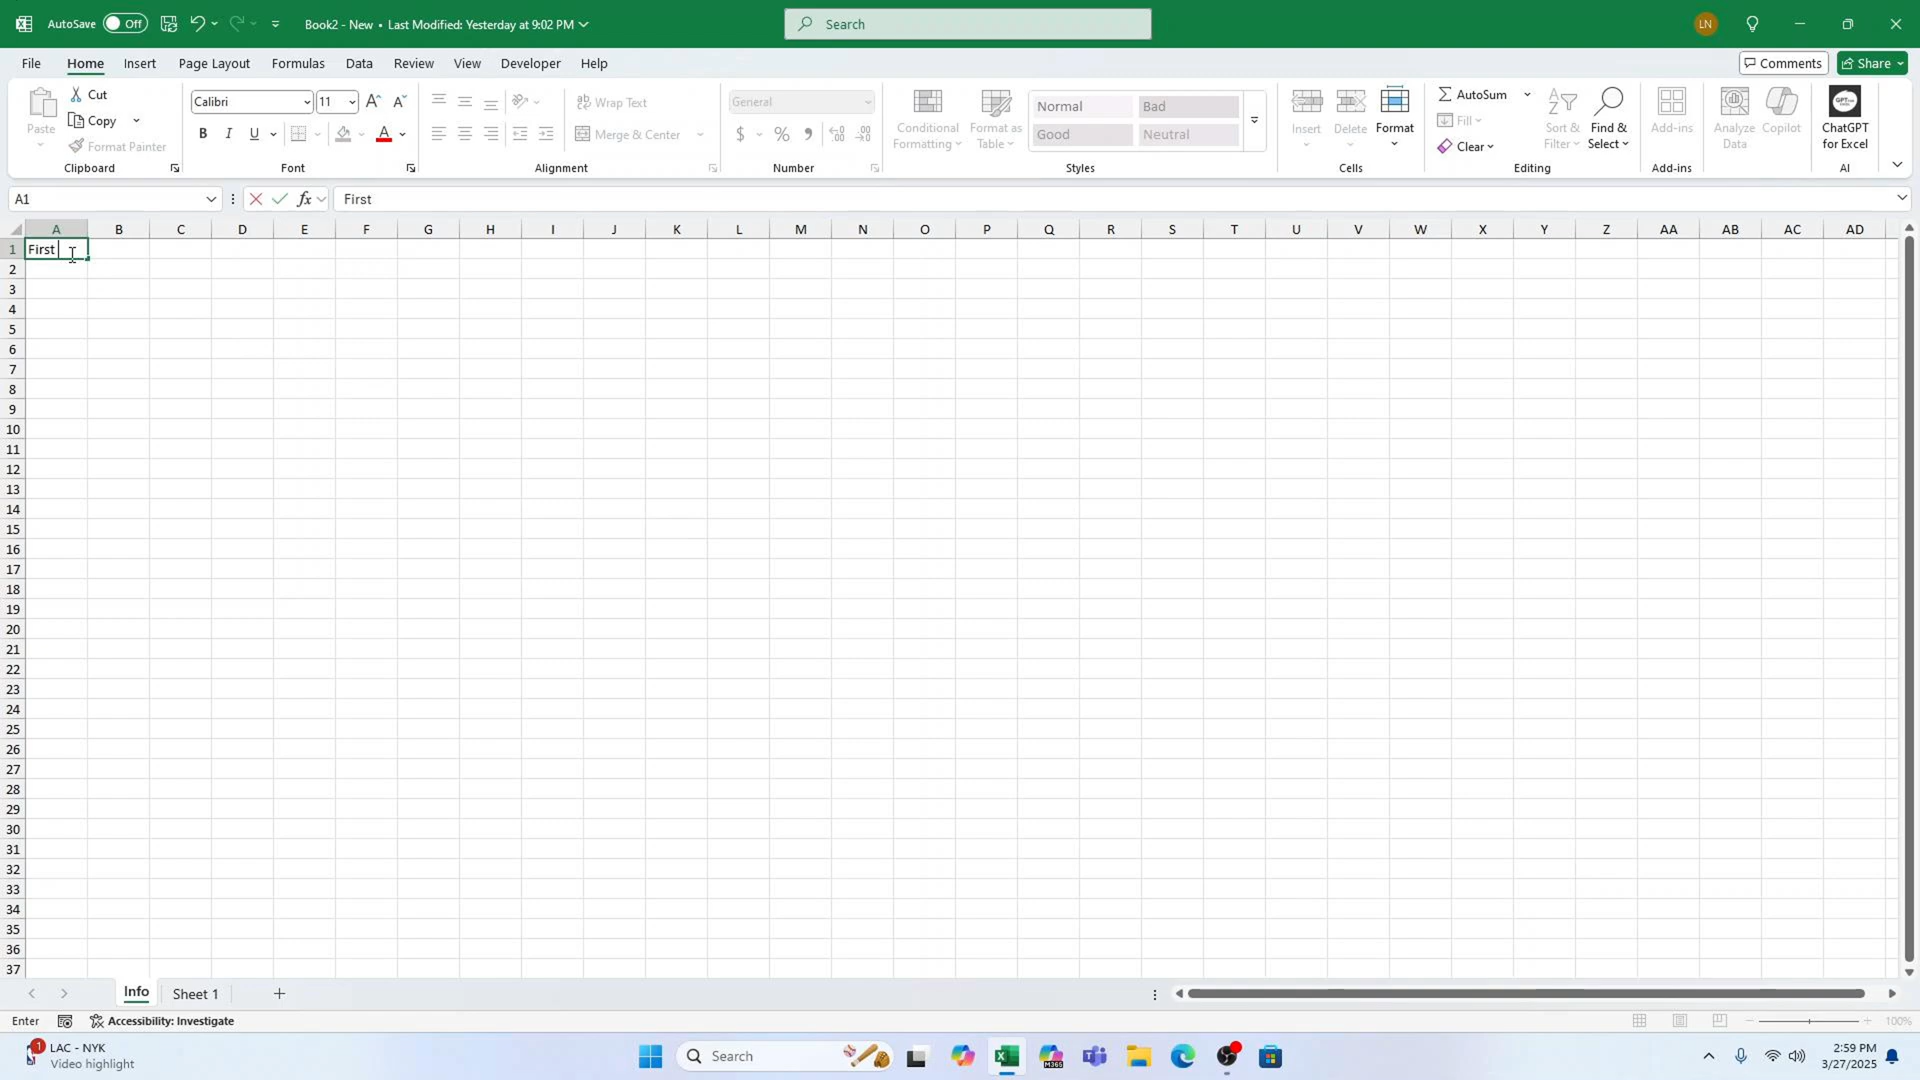 AutoSave Off Book2 - New • Last Modified: Yesterday at 9:02 PM Search LN
File Home Insert Page Layout Formulas Data Review View Developer Help Comments Share
Paste Cut Copy Format Painter Clipboard
Calibri 11 B I U A Font
Wrap Text Merge & Center Alignment
General $ % Number
Conditional Formatting Format as Table Normal Bad Good Neutral Styles
Insert Delete Format Cells
AutoSum Fill Clear Sort & Filter Find & Select Editing
Add-ins Add-ins
Analyze Data Copilot
ChatGPT for Excel AI
A1 fx First
A B C D E F G H I J K L M N O P Q R S T U V W X Y Z AA AB AC AD
1 First
2
3
4
5
6
7
8
9
10
11
12
13
14
15
16
17
18
19
20
21
22
23
24
25
26
27
28
29
30
31
32
33
34
35
36
37
Info Sheet 1
Enter Accessibility: Investigate 100%
1 LAC - NYK
Video highlight
Search
2:59 PM
3/27/2025